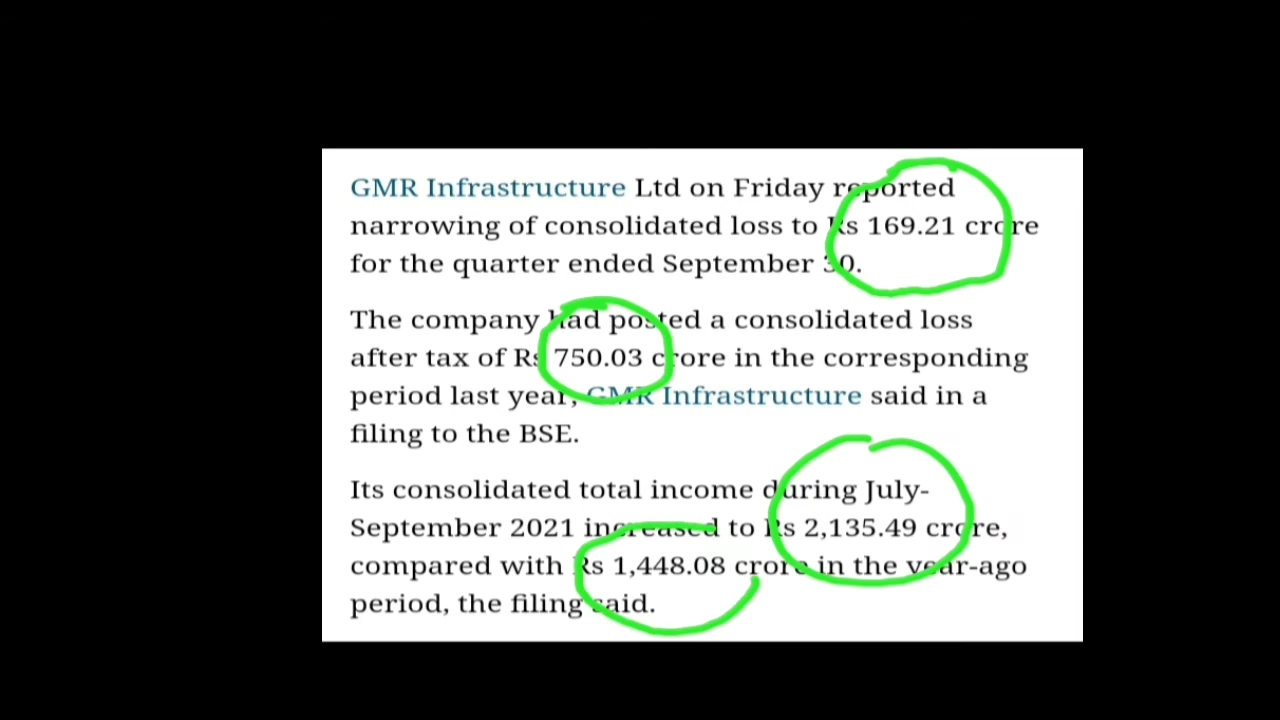 GMR Infrastructure Ltd on Friday reported
narrowing of consolidated loss to Rs 169.21 crore
for the quarter ended September 30.
The company had posted a consolidated loss
after tax of Rs 750.03 crore in the corresponding
period last year, GMR Infrastructure said in a
filing to the BSE.
Its consolidated total income during July-
September 2021 increased to Rs 2,135.49 crore,
compared with Rs 1,448.08 crore in the year-ago
period, the filing said.